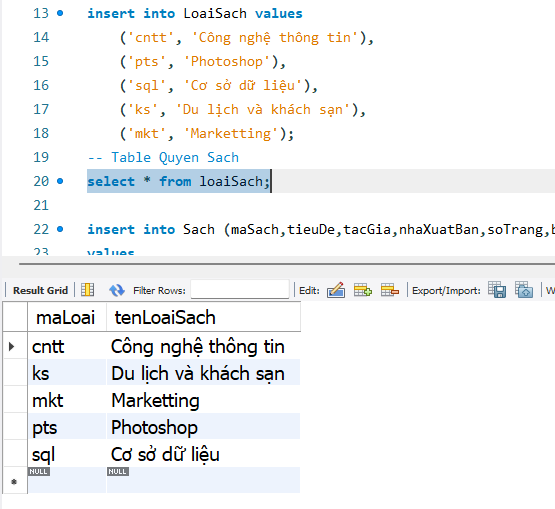 13 insert into LoaiSach values
14 ('cntt', 'Công nghệ thông tin'),
15 ('pts', 'Photoshop'),
16 ('sql', 'Cơ sở dữ liệu'),
17 ('ks', 'Du lịch và khách sạn'),
18 ('mkt', 'Marketting');
19 -- Table Quyen Sach
20 select * from loaiSach;
21
22 insert into Sach (maSach,tieuDe,tacGia,nhaXuatBan,soTrang,b
23 values
Result Grid Filter Rows: Edit: Export/Import: W
maLoai tenLoaiSach
cntt Công nghệ thông tin
ks Du lịch và khách sạn
mkt Marketting
pts Photoshop
sql Cơ sở dữ liệu
NULL NULL